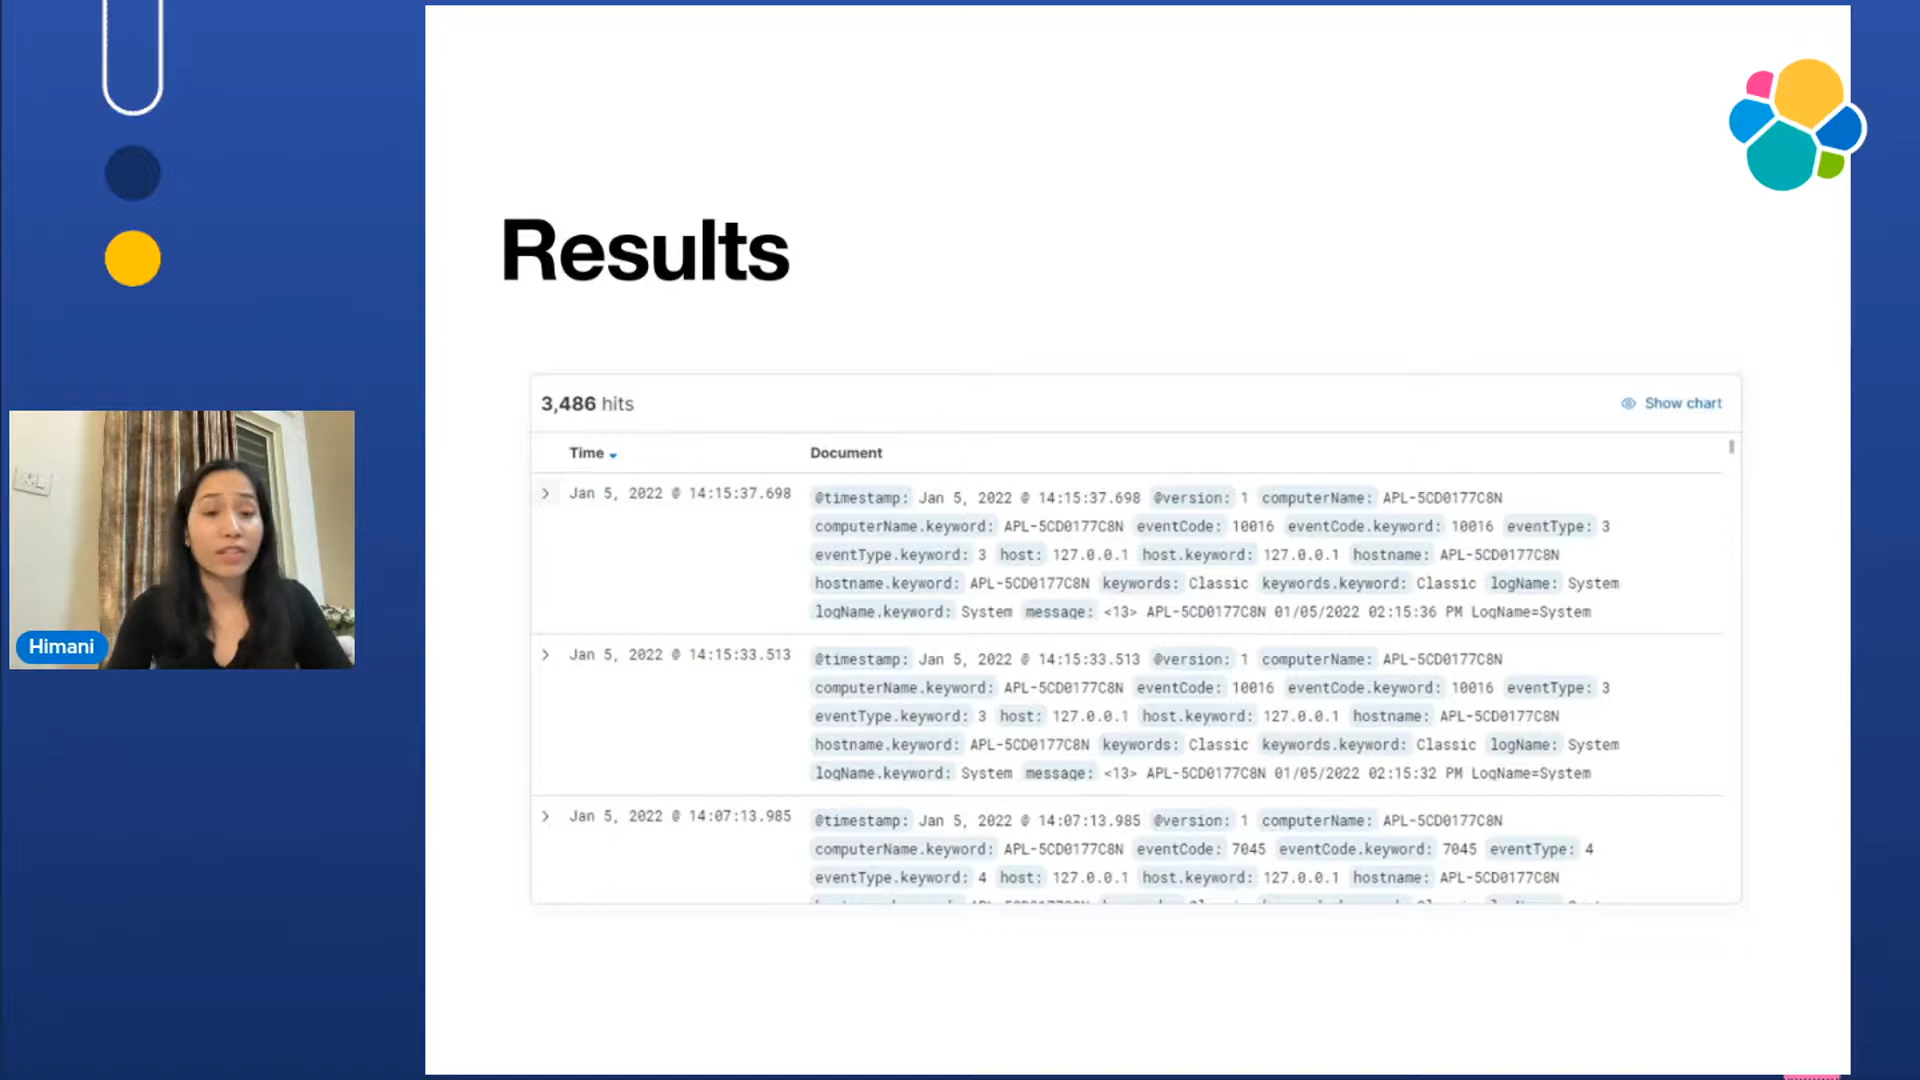 Results
3,486 hits
Show chart
Time
Document
Jan 5, 2022 @ 14:15:37.698
@timestamp: Jan 5, 2022 @ 14:15:37.698 @version: 1 computerName: APL-5CD0177C8N
computerName.keyword: APL-5CD0177C8N eventCode: 10016 eventCode.keyword: 10016 eventType: 3
eventType.keyword: 3 host: 127.0.0.1 host.keyword: 127.0.0.1 hostname: APL-5CD0177C8N
hostname.keyword: APL-5CD0177C8N keywords: Classic keywords.keyword: Classic logName: System
logName.keyword: System message: <13> APL-5CD0177C8N 01/05/2022 02:15:36 PM LogName=System
Jan 5, 2022 @ 14:15:33.513
@timestamp: Jan 5, 2022 @ 14:15:33.513 @version: 1 computerName: APL-5CD0177C8N
computerName.keyword: APL-5CD0177C8N eventCode: 10016 eventCode.keyword: 10016 eventType: 3
eventType.keyword: 3 host: 127.0.0.1 host.keyword: 127.0.0.1 hostname: APL-5CD0177C8N
hostname.keyword: APL-5CD0177C8N keywords: Classic keywords.keyword: Classic logName: System
logName.keyword: System message: <13> APL-5CD0177C8N 01/05/2022 02:15:32 PM LogName=System
Jan 5, 2022 @ 14:07:13.985
@timestamp: Jan 5, 2022 @ 14:07:13.985 @version: 1 computerName: APL-5CD0177C8N
computerName.keyword: APL-5CD0177C8N eventCode: 7045 eventCode.keyword: 7045 eventType: 4
eventType.keyword: 4 host: 127.0.0.1 host.keyword: 127.0.0.1 hostname: APL-5CD0177C8N
Himani